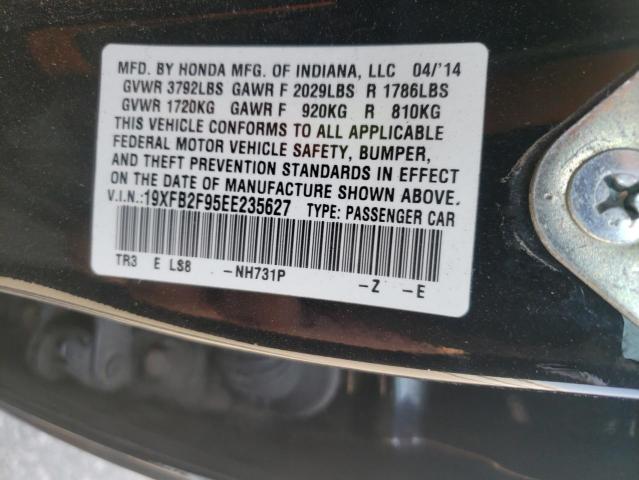 MFD. BY HONDA MFG. OF INDIANA, LLC 04/'14
GVWR 3792LBS GAWR F 2029LBS R 1786LBS
GVWR 1720KG GAWR F 920KG R 810KG
THIS VEHICLE CONFORMS TO ALL APPLICABLE
FEDERAL MOTOR VEHICLE SAFETY, BUMPER,
AND THEFT PREVENTION STANDARDS IN EFFECT
ON THE DATE OF MANUFACTURE SHOWN ABOVE.
V.I.N.:19XFB2F95EE235627 TYPE: PASSENGER CAR
TR3 E LS8 -NH731P -Z -E